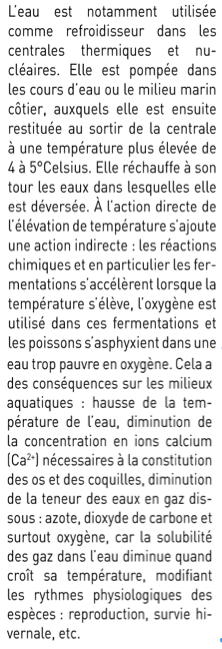 L'eau est notamment utilisée
comme refroidisseur dans les
centrales thermiques et nu-
cléaires. Elle est pompée dans
les cours d'eau ou le milieu marin
côtier, auxquels elle est ensuite
restituée au sortir de la centrale
à une température plus élevée de
4 à 5°Celsius. Elle réchauffe à son
tour les eaux dans lesquelles elle
est déversée. À l'action directe de
l'élévation de température s'ajoute
une action indirecte : les réactions
chimiques et en particulier les fer-
mentations s'accélèrent lorsque la
température s'élève, l'oxygène est
utilisé dans ces fermentations et
les poissons s'asphyxient dans une
eau trop pauvre en oxygène. Cela a
des conséquences sur les milieux
aquatiques : hausse de la tem-
pérature de l'eau, diminution de
la concentration en ions calcium
(Ca²⁺) nécessaires à la constitution
des os et des coquilles, diminution
de la teneur des eaux en gaz dis-
sous : azote, dioxyde de carbone et
surtout oxygène, car la solubilité
des gaz dans l'eau diminue quand
croît sa température, modifiant
les rythmes physiologiques des
espèces : reproduction, survie hi-
vernale, etc.